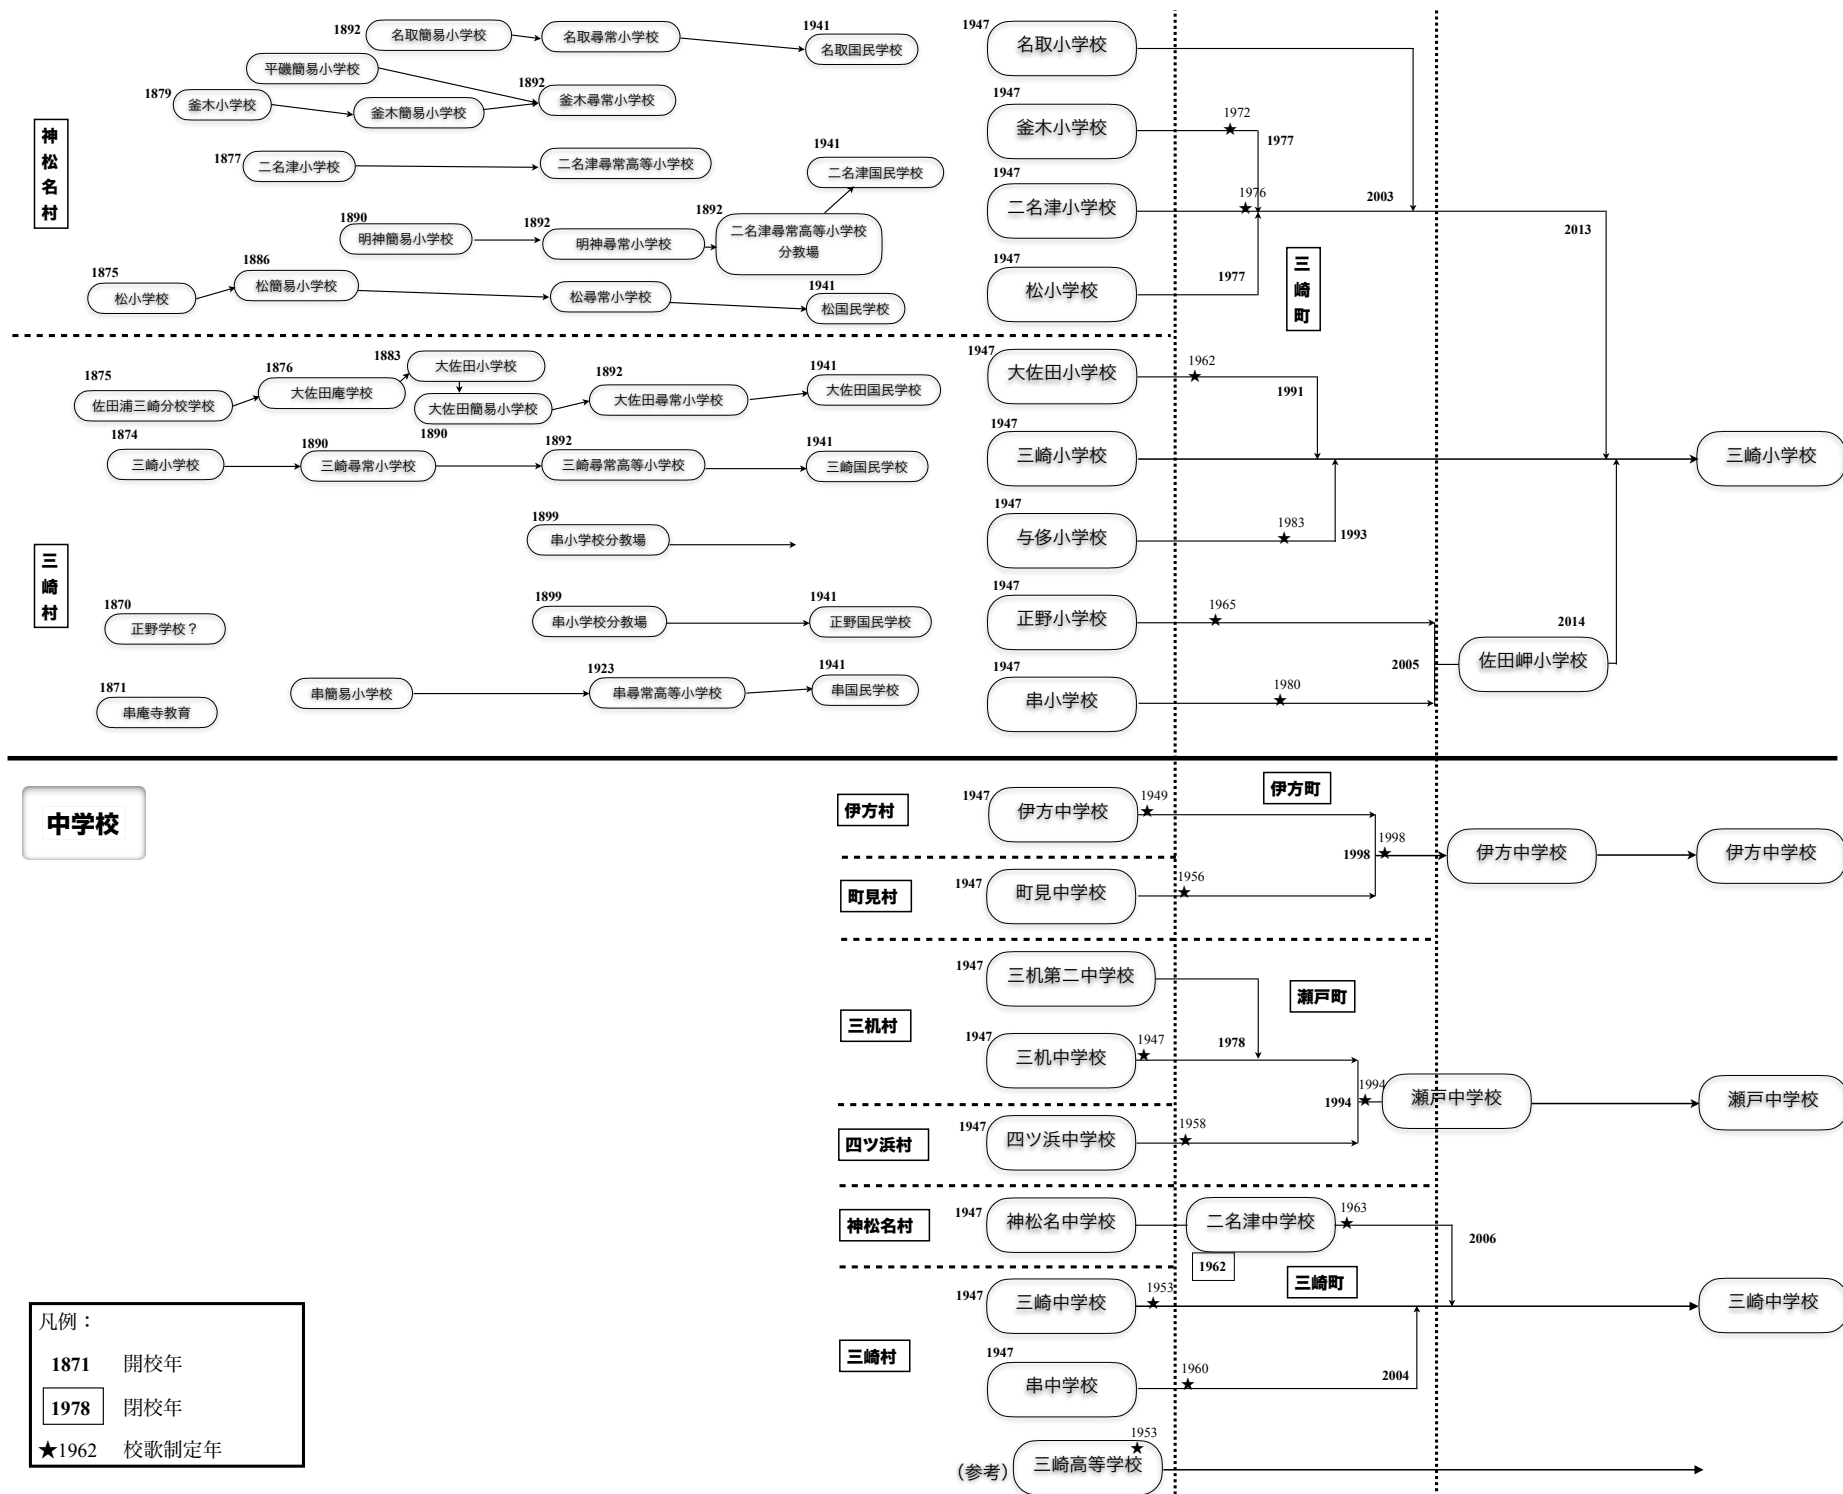 神松名村
1892
名取簡易小学校
名取尋常小学校
1941
名取国民学校
1947
名取小学校
平磯簡易小学校
1879
釜木小学校
釜木簡易小学校
1892
釜木尋常小学校
1947
釜木小学校
1972
★
1977
1877
二名津小学校
二名津尋常高等小学校
1941
二名津国民学校
1947
二名津小学校
1976
★
2003
2013
1890
明神簡易小学校
1892
明神尋常小学校
1892
二名津尋常高等小学校
分教場
1875
松小学校
1886
松簡易小学校
松尋常小学校
1941
松国民学校
1947
松小学校
1977
三崎町
三崎村
1875
佐田浦三崎分校学校
1876
大佐田庵学校
1883
大佐田小学校
大佐田簡易小学校
1890
1892
大佐田尋常小学校
1941
大佐田国民学校
1947
大佐田小学校
1962
★
1991
1874
三崎小学校
1890
三崎尋常小学校
1892
三崎尋常高等小学校
1941
三崎国民学校
1947
三崎小学校
三崎小学校
1899
串小学校分教場
1947
与侈小学校
1983
★
1993
1870
正野学校？
1899
串小学校分教場
1941
正野国民学校
1947
正野小学校
1965
★
2005
佐田岬小学校
2014
1871
串庵寺教育
串簡易小学校
1923
串尋常高等小学校
1941
串国民学校
1947
串小学校
1980
★
中学校
伊方村
1947
伊方中学校
1949
★
伊方町
1998
1998
★
伊方中学校
伊方中学校
町見村
1947
町見中学校
1956
★
三机村
1947
三机第二中学校
瀬戸町
1947
三机中学校
1947
★
1978
1994
1994
★
瀬戸中学校
瀬戸中学校
四ツ浜村
1947
四ツ浜中学校
1958
★
神松名村
1947
神松名中学校
二名津中学校
1962
1963
★
2006
三崎町
三崎村
1947
三崎中学校
1953
★
三崎中学校
1947
串中学校
1960
★
2004
（参考）
1953
★
三崎高等学校
凡例：
1871 開校年
1978 閉校年
★1962 校歌制定年